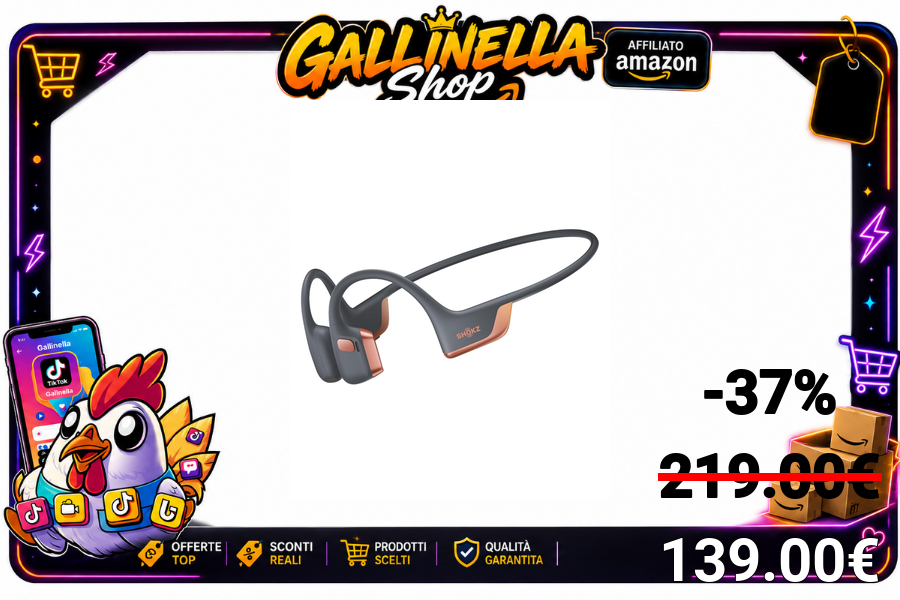 GALLINELLA
Shop
AFFILIATO
amazon
SHOKZ
Gallinella
TikTok
Gallinella
-37%
219.00€
139.00€
OFFERTE
TOP
SCONTI
REALI
PRODOTTI
SCELTI
QUALITÀ
GARANTITA